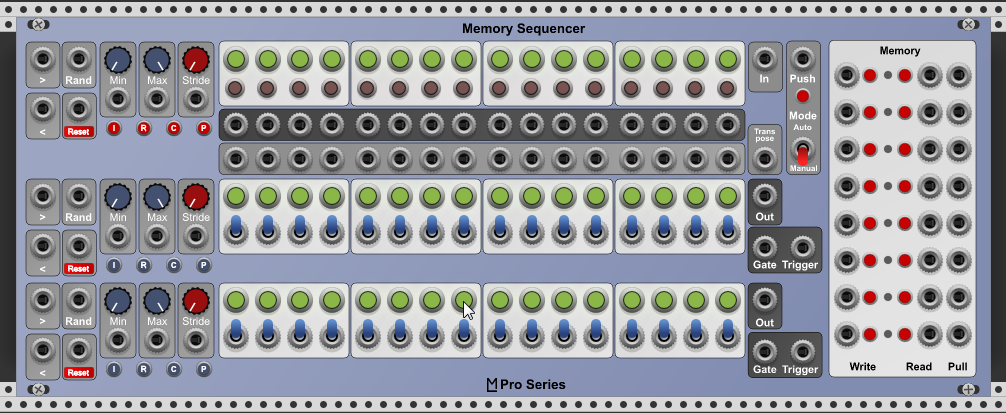 Memory Sequencer
> Rand Min Max Stride In Push Memory
< Reset I R C P
Mode
Auto
Trans
pose
Manual
> Rand Min Max Stride Out
< Reset I R C P
Gate Trigger
> Rand Min Max Stride Out
< Reset I R C P
Gate Trigger
Write Read Pull
M Pro Series